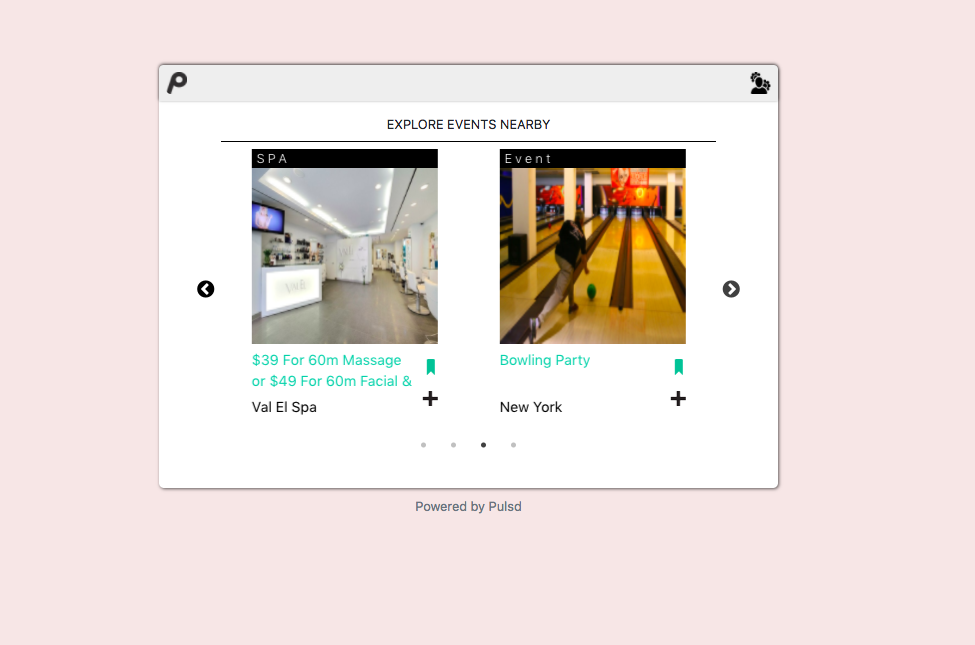 EXPLORE EVENTS NEARBY
SPA
Event
$39 For 60m Massage
or $49 For 60m Facial &
Val El Spa
Bowling Party
New York
Powered by Pulsd